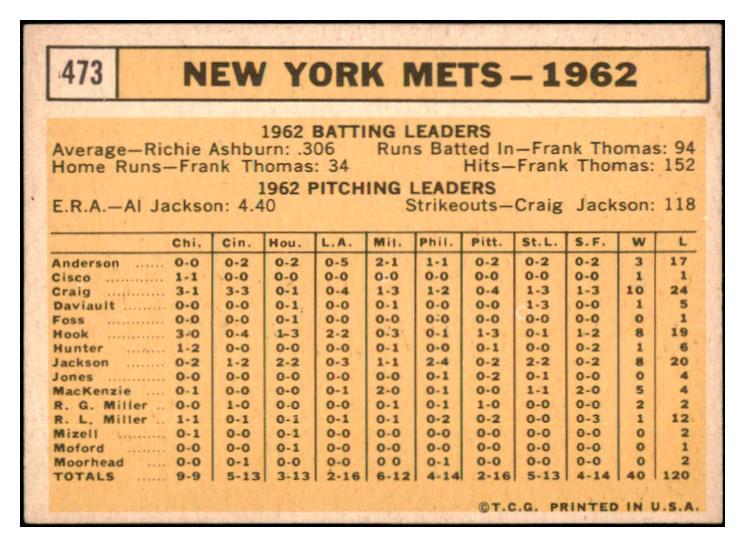 473 NEW YORK METS – 1962
1962 BATTING LEADERS
Average—Richie Ashburn: .306 Runs Batted In—Frank Thomas: 94
Home Runs—Frank Thomas: 34 Hits—Frank Thomas: 152
1962 PITCHING LEADERS
E.R.A.—Al Jackson: 4.40 Strikeouts—Craig Jackson: 118
Chi. Cin. Hou. L.A. Mil. Phil. Pitt. St.L. S.F. W L
Anderson ...... 0-0 0-2 0-2 0-5 2-1 1-1 0-2 0-2 0-2 3 17
Cisco ............ 1-1 0-0 0-0 0-0 0-0 0-0 0-0 0-0 0-0 1 1
Craig ............ 3-1 3-3 0-1 0-4 1-3 1-2 0-4 1-3 1-3 10 24
Daviault ........ 0-0 0-0 0-1 0-0 0-1 0-0 0-0 1-3 0-0 1 5
Foss ............ 0-0 0-0 0-1 0-0 0-0 0-0 0-0 0-0 0-0 0 1
Hook ............ 3-0 0-4 1-3 2-2 0-3 0-1 1-3 0-1 1-2 8 19
Hunter .......... 1-2 0-0 0-0 0-1 0-0 0-1 0-0 0-0 0-2 1 6
Jackson ........ 0-2 1-2 2-2 0-3 1-1 2-4 0-2 2-2 0-2 8 20
Jones ............ 0-0 0-0 0-0 0-0 0-0 0-1 0-2 0-1 0-0 0 4
MacKenzie .... 0-1 0-0 0-0 0-1 2-0 0-1 0-0 1-1 2-0 5 4
R. G. Miller .. 0-0 1-0 0-0 0-0 0-1 0-1 1-0 0-0 0-0 2 2
R. L. Miller .. 1-1 0-1 0-1 0-1 0-1 0-2 0-2 0-0 0-3 1 12
Mizell .......... 0-1 0-0 0-1 0-0 0-0 0-0 0-0 0-0 0-0 0 2
Moford .......... 0-1 0-0 0-0 0-0 0-0 0-0 0-0 0-0 0-0 0 1
Moorhead .... 0-0 0-1 0-0 0-0 0 0 0-1 0-0 0-0 0-0 0 2
TOTALS ...... 9-9 5-13 3-13 2-16 6-12 4-14 2-16 5-13 4-14 40 120
©T.C.G. PRINTED IN U.S.A.